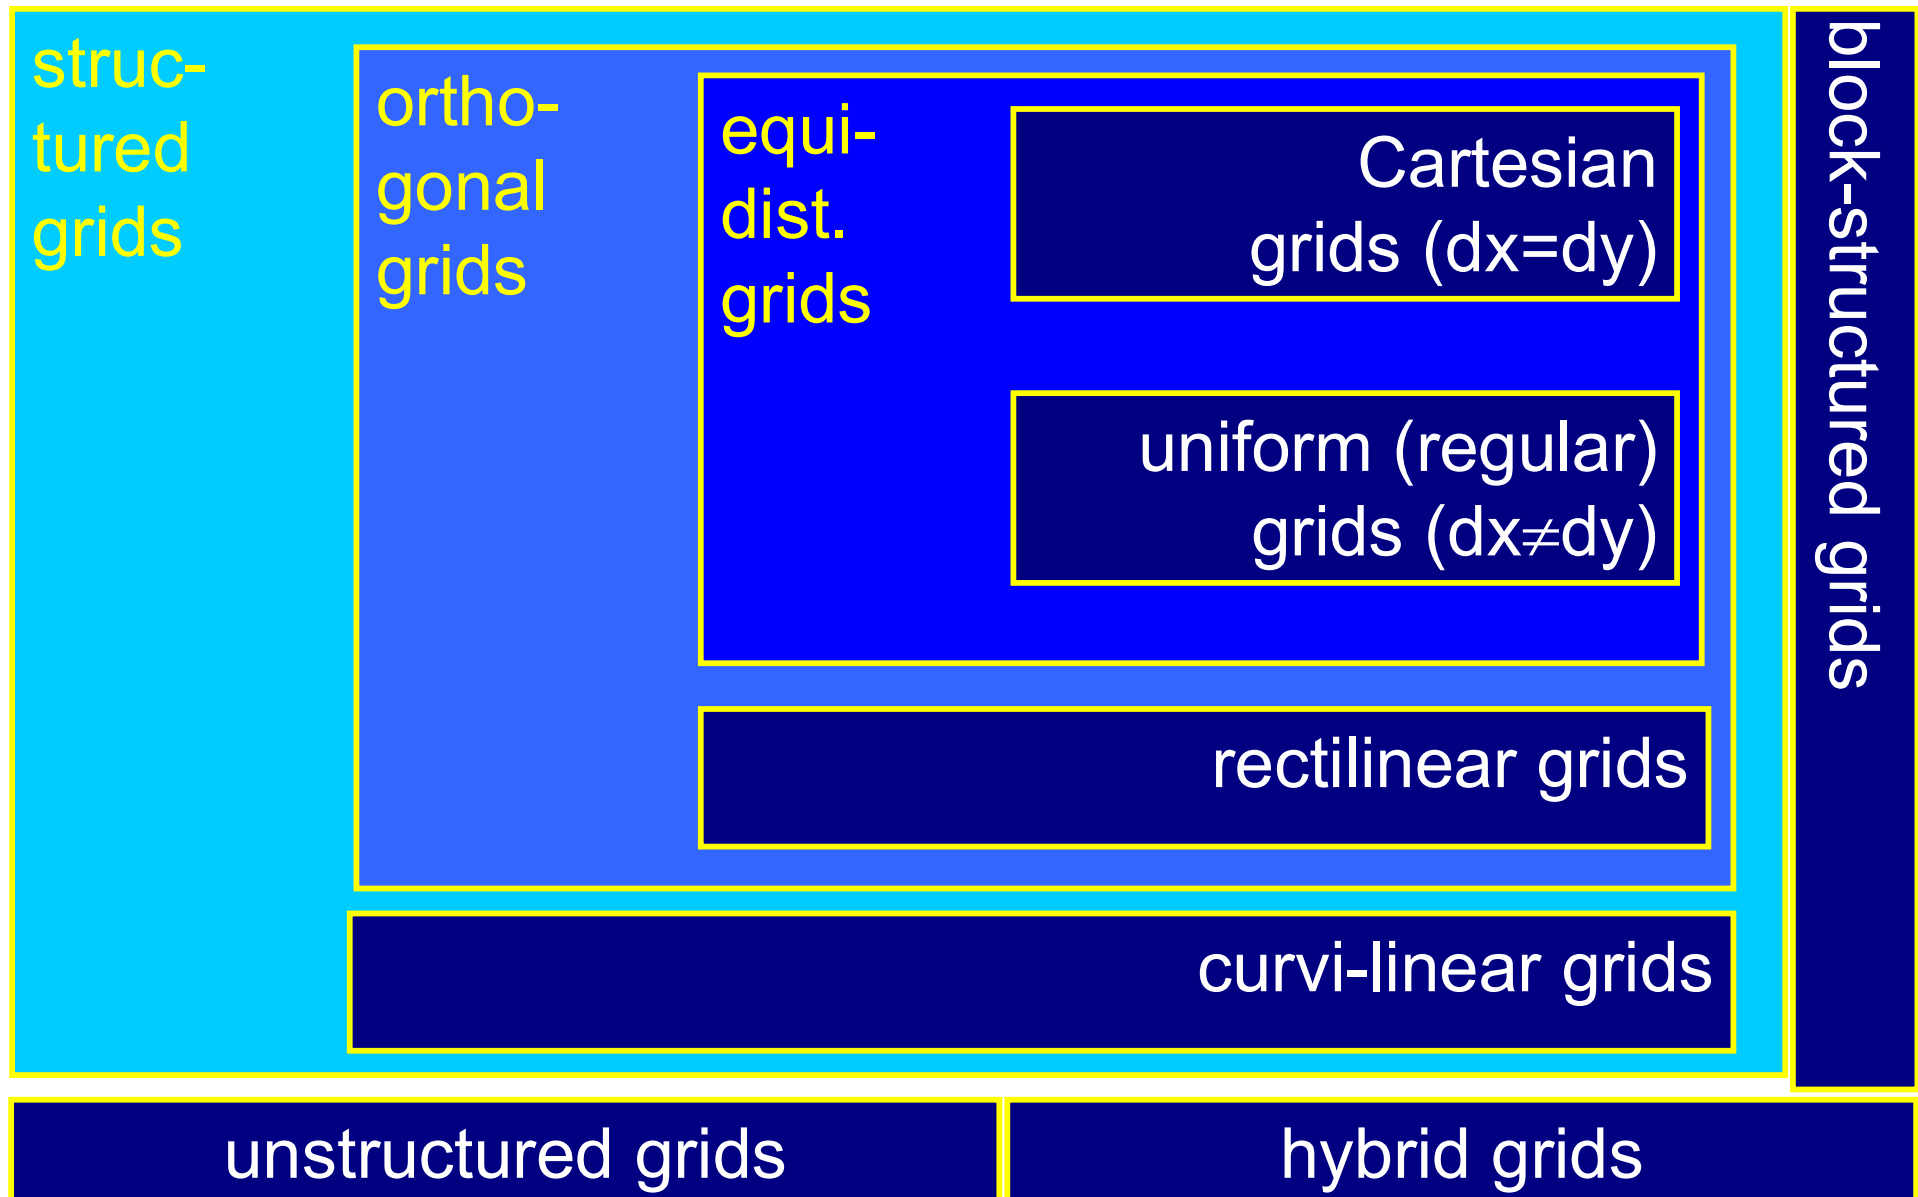 struc-
tured
grids
ortho-
gonal
grids
equi-
dist.
grids
Cartesian
grids (dx=dy)
uniform (regular)
grids (dx≠dy)
rectilinear grids
curvi-linear grids
block-structured grids
unstructured grids
hybrid grids